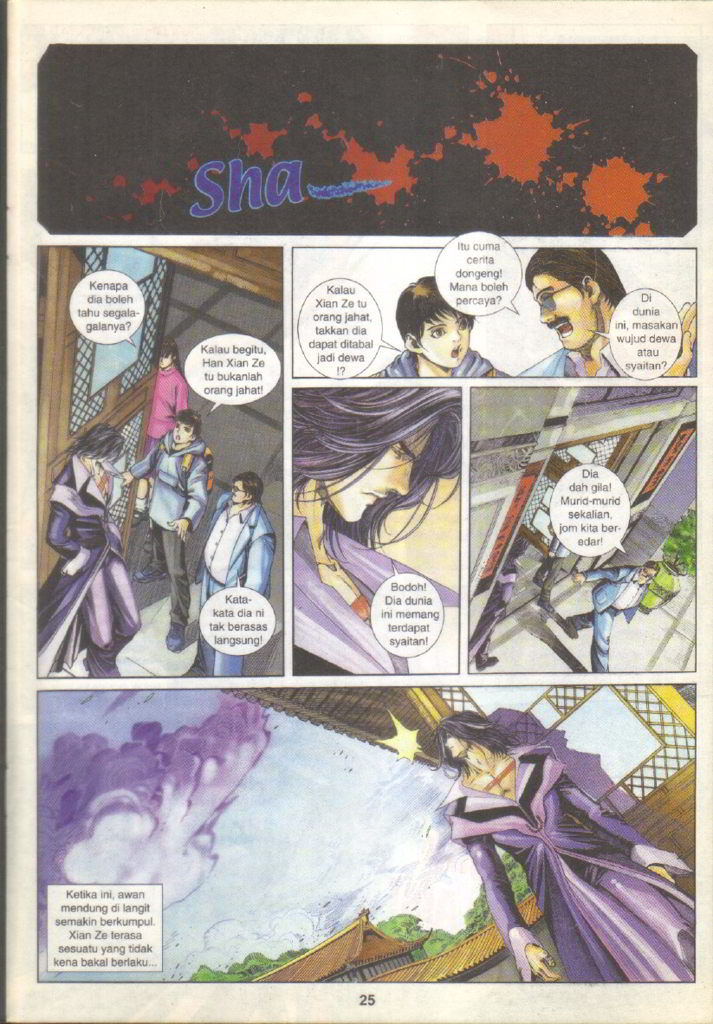 Sha
Kenapa
dia boleh
tahu segala-
galanya?
Kalau begitu,
Han Xian Ze
tu bukanlah
orang jahat!
Kata-
kata dia ni
tak berasas
langsung!
Kalau
Xian Ze tu
orang jahat,
takkan dia
dapat ditabal
jadi dewa
!?
Itu cuma
cerita
dongeng!
Mana boleh
percaya?
Di
dunia
ini, masakan
wujud dewa
atau
syaitan?
Bodoh!
Dia dunia
ini memang
terdapat
syaitan!
Dia
dah gila!
Murid-murid
sekalian,
jom kita ber-
edar!
Ketika ini, awan
mendung di langit
semakin berkumpul.
Xian Ze terasa
sesuatu yang tidak
kena bakal berlaku...
25